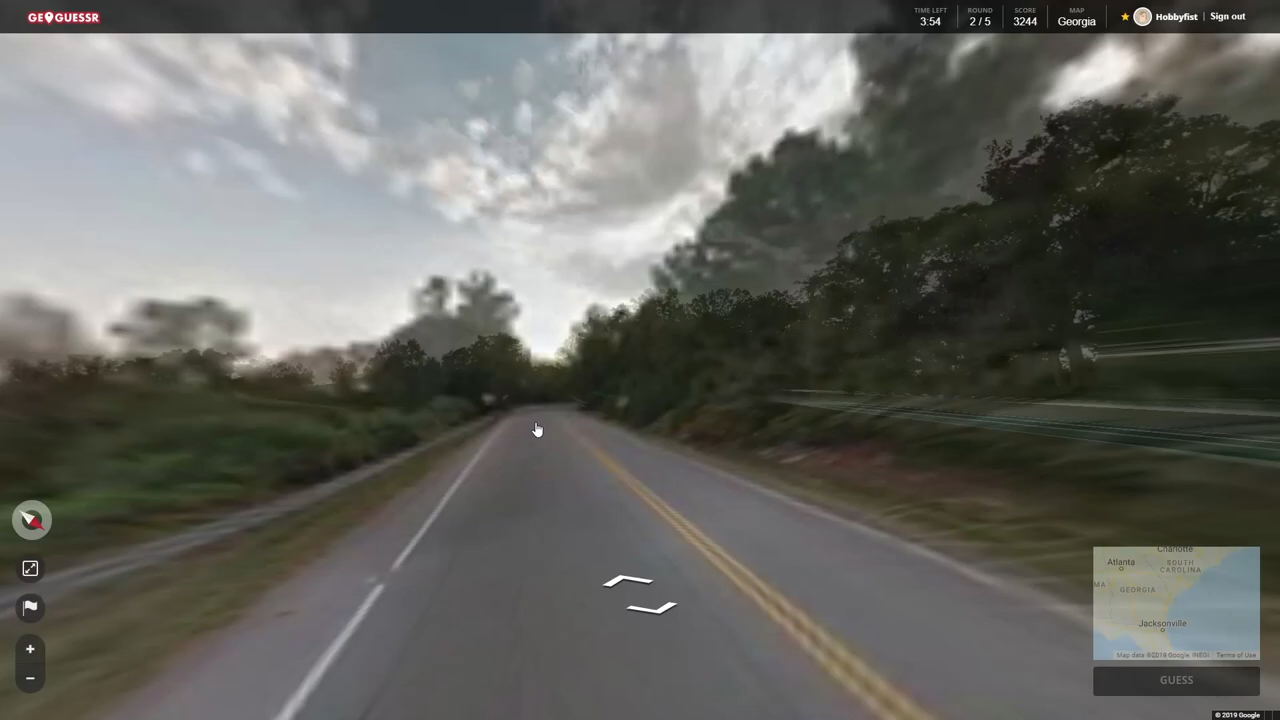 GEOGUESSR
TIME LEFT
3:54
ROUND
2 / 5
SCORE
3244
MAP
Georgia
Hobbyfist | Sign out
Charlotte
Atlanta
SOUTH
CAROLINA
MA
GEORGIA
Jacksonville
Map data ©2019 Google, INEGI Terms of Use
GUESS
© 2019 Google